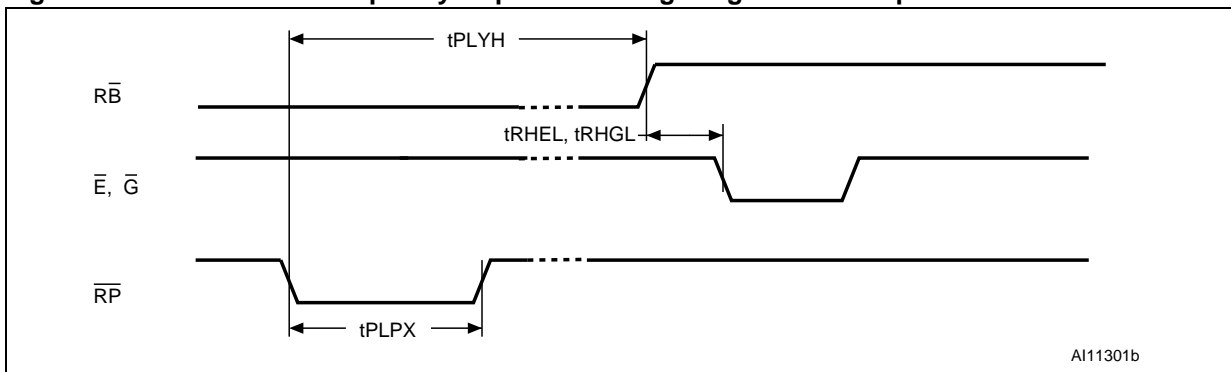 tPLYH
RB̅
tRHEL, tRHGL
E̅, G̅
R̅P̅
tPLPX
AI11301b